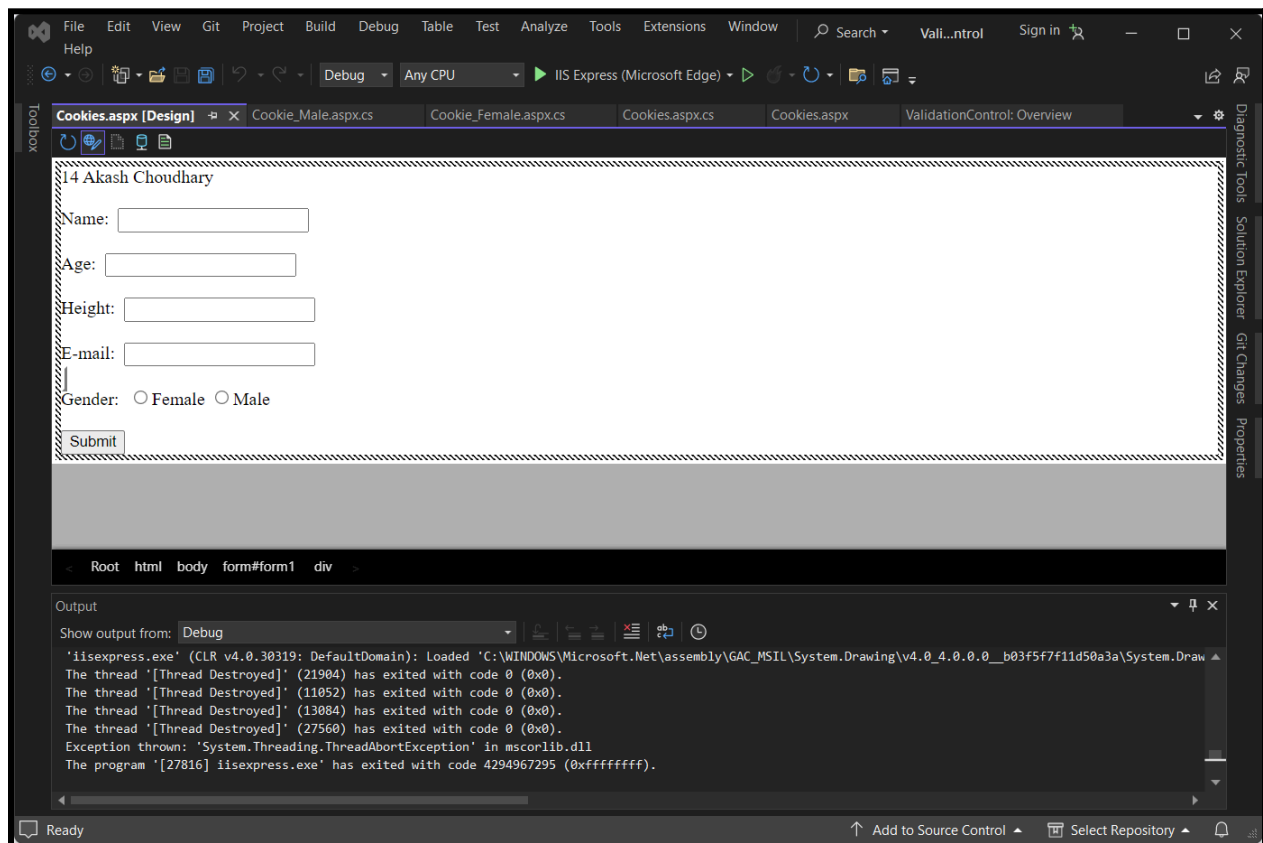 File Edit View Git Project Build Debug Table Test Analyze Tools Extensions Window Search Vali...ntrol Sign in
Help
Debug Any CPU IIS Express (Microsoft Edge)
Toolbox
Cookies.aspx [Design] Cookie_Male.aspx.cs Cookie_Female.aspx.cs Cookies.aspx.cs Cookies.aspx ValidationControl: Overview
14 Akash Choudhary
Name:
Age:
Height:
E-mail:
Gender: Female Male
Submit
< Root html body form#form1 div >
Diagnostic Tools
Solution Explorer
Git Changes
Properties
Output
Show output from: Debug
'iisexpress.exe' (CLR v4.0.30319: DefaultDomain): Loaded 'C:\WINDOWS\Microsoft.Net\assembly\GAC_MSIL\System.Drawing\v4.0_4.0.0.0__b03f5f7f11d50a3a\System.Draw
The thread '[Thread Destroyed]' (21904) has exited with code 0 (0x0).
The thread '[Thread Destroyed]' (11052) has exited with code 0 (0x0).
The thread '[Thread Destroyed]' (13084) has exited with code 0 (0x0).
The thread '[Thread Destroyed]' (27560) has exited with code 0 (0x0).
Exception thrown: 'System.Threading.ThreadAbortException' in mscorlib.dll
The program '[27816] iisexpress.exe' has exited with code 4294967295 (0xffffffff).
Ready Add to Source Control Select Repository